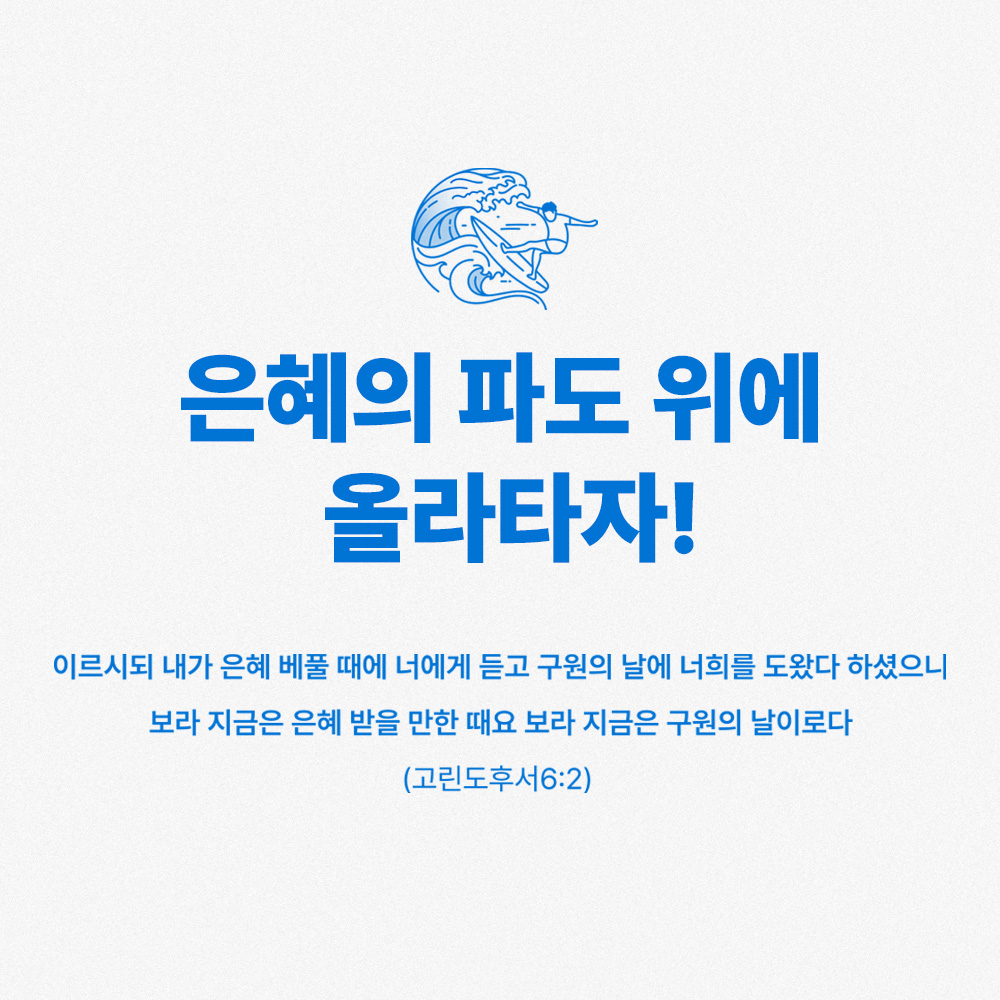 은혜의 파도 위에
올라타자!
이르시되 내가 은혜 베풀 때에 너에게 듣고 구원의 날에 너희를 도왔다 하셨으니
보라 지금은 은혜 받을 만한 때요 보라 지금은 구원의 날이로다
(고린도후서6:2)